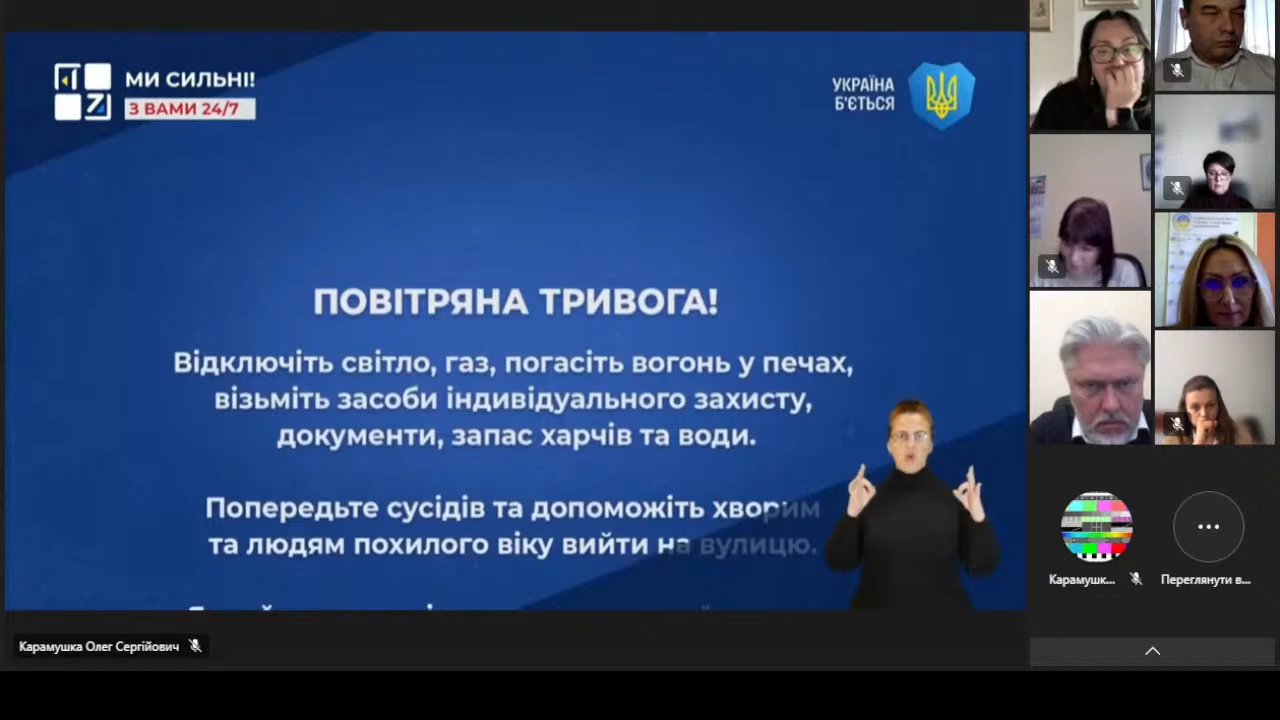 МИ СИЛЬНІ!
З ВАМИ 24/7
УКРАЇНА
Б'ЄТЬСЯ
ПОВІТРЯНА ТРИВОГА!
Відключіть світло, газ, погасіть вогонь у печах,
візьміть засоби індивідуального захисту,
документи, запас харчів та води.
Попередьте сусідів та допоможіть хворим
та людям похилого віку вийти на вулицю.
Карамушк...
Переглянути в...
Карамушка Олег Сергійович